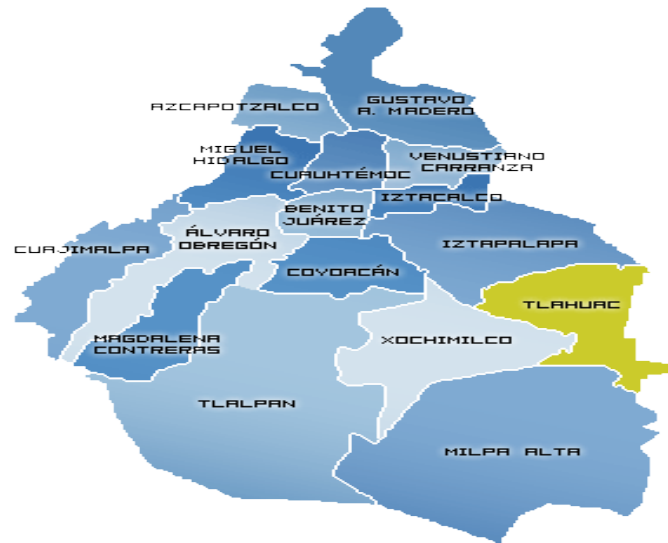 GUSTAVO
A. MADERO
AZCAPOTZALCO
MIGUEL
HIDALGO
VENUSTIANO
CARRANZA
CUAUHTÉMOC
IZTACALCO
BENITO
JUÁREZ
ÁLVARO
OBREGÓN
CUAJIMALPA
IZTAPALAPA
COYOACÁN
TLAHUAC
MAGDALENA
CONTRERAS
XOCHIMILCO
TLALPAN
MILPA ALTA